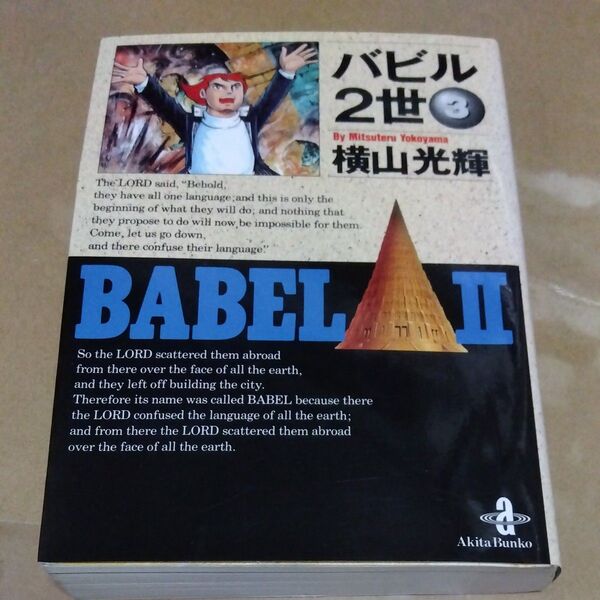 バビル
2世 3
By Mitsuteru Yokoyama
横山光輝
The LORD said, "Behold,
they have all one language; and this is only the
beginning of what they will do; and nothing that
they propose to do will now be impossible for them.
Come, let us go down,
and there confuse their language."
BABEL II
So the LORD scattered them abroad
from there over the face of all the earth,
and they left off building the city.
Therefore its name was called BABEL because there
the LORD confused the language of all the earth;
and from there the LORD scattered them abroad
over the face of all the earth.
a
Akita Bunko